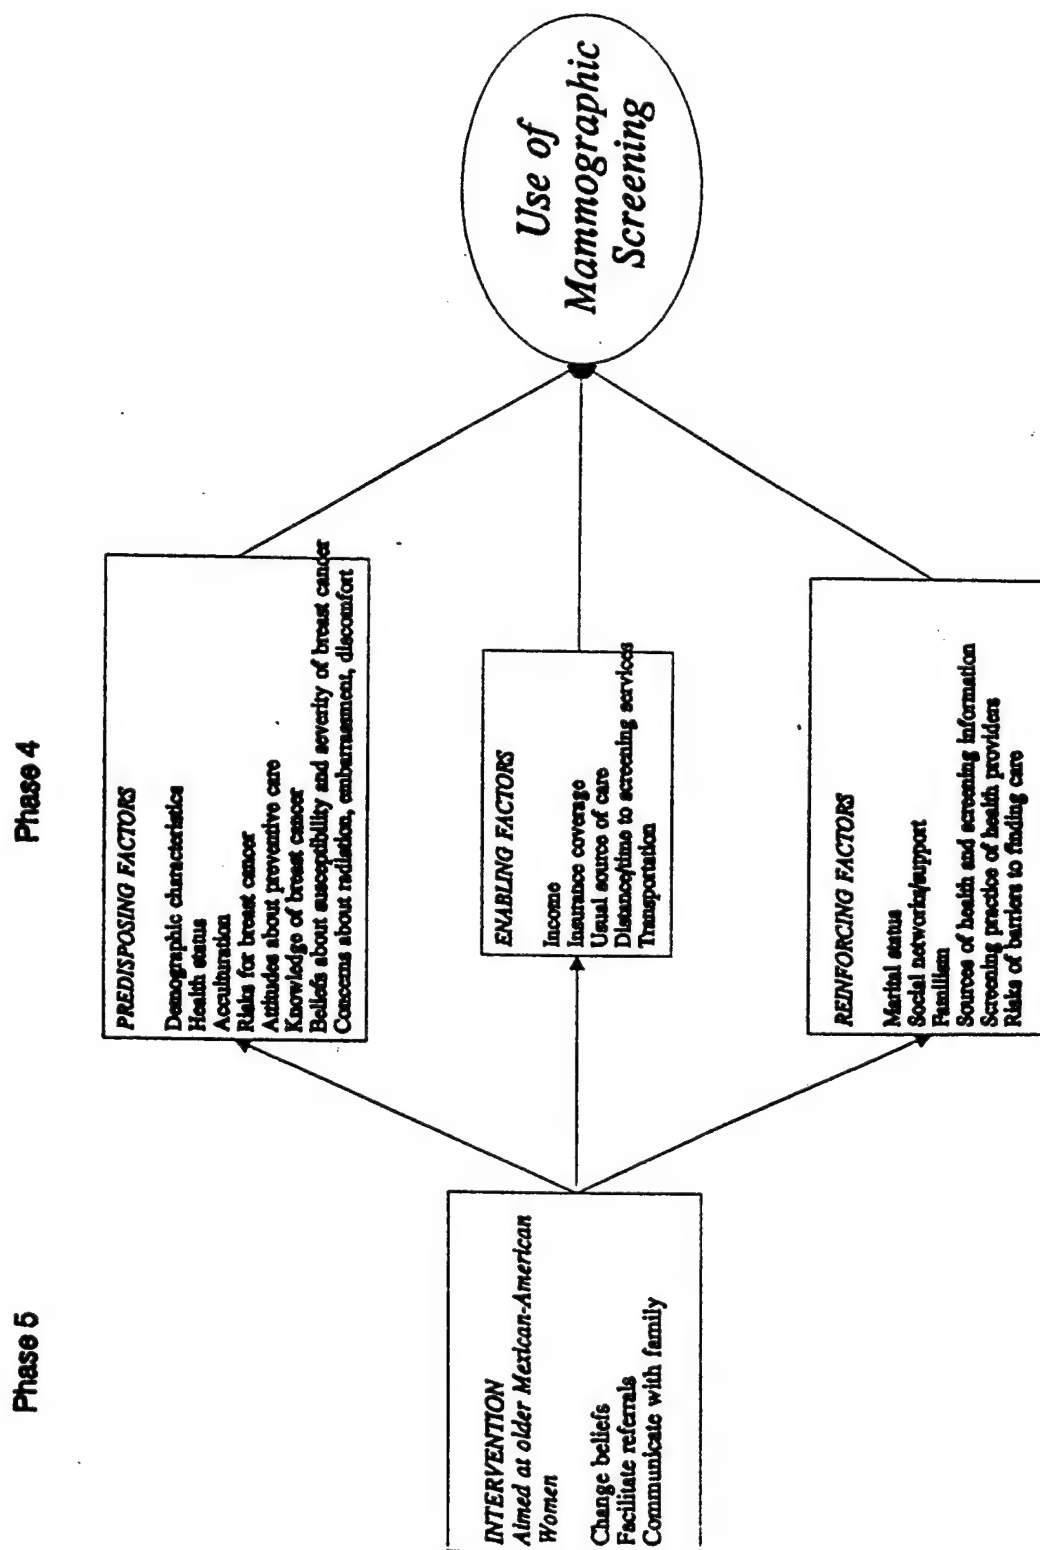 Phase 5
Phase 4
INTERVENTION
Aimed at older Mexican-American
Women
Change beliefs
Facilitate referrals
Communicate with family
PREDISPOSING FACTORS
Demographic characteristics
Health status
Acculturation
Risks for breast cancer
Attitudes about preventive care
Knowledge of breast cancer
Beliefs about susceptibility and severity of breast cancer
Concerns about radiation, embarrassment, discomfort
ENABLING FACTORS
Income
Insurance coverage
Usual source of care
Distance/time to screening services
Transportation
REINFORCING FACTORS
Marital status
Social network/support
Familism
Sources of health and screening information
Screening practice of health providers
Risks of barriers to finding care
Use of
Mammographic
Screening